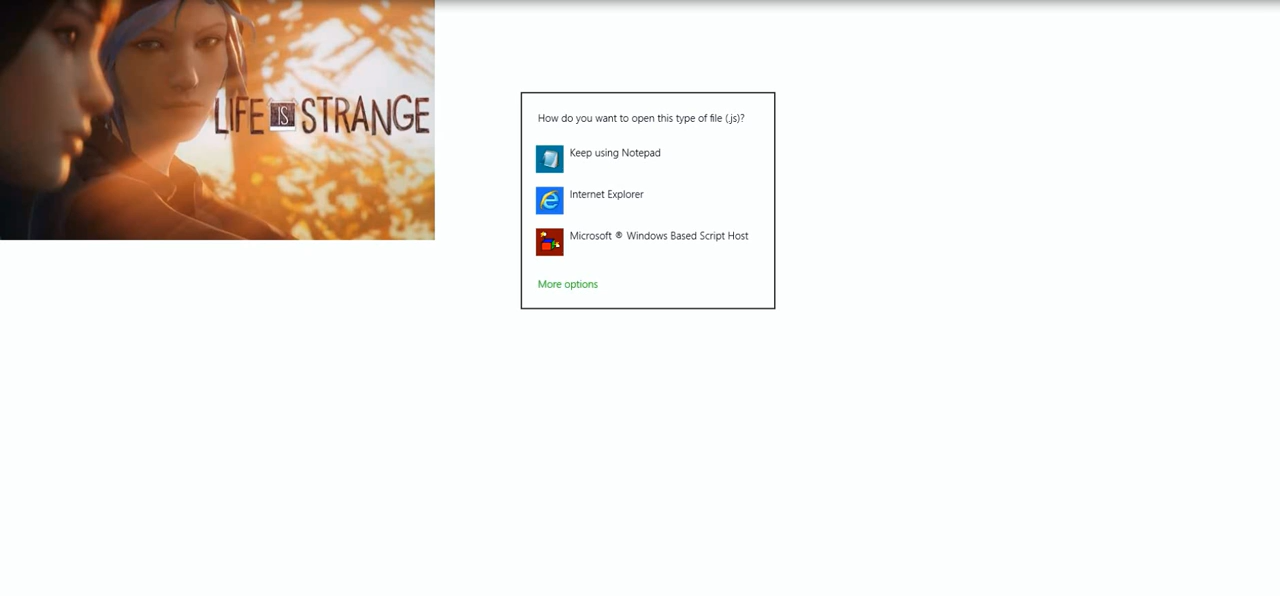 LIFE IS STRANGE
How do you want to open this type of file (.js)?
Keep using Notepad
Internet Explorer
Microsoft ® Windows Based Script Host
More options